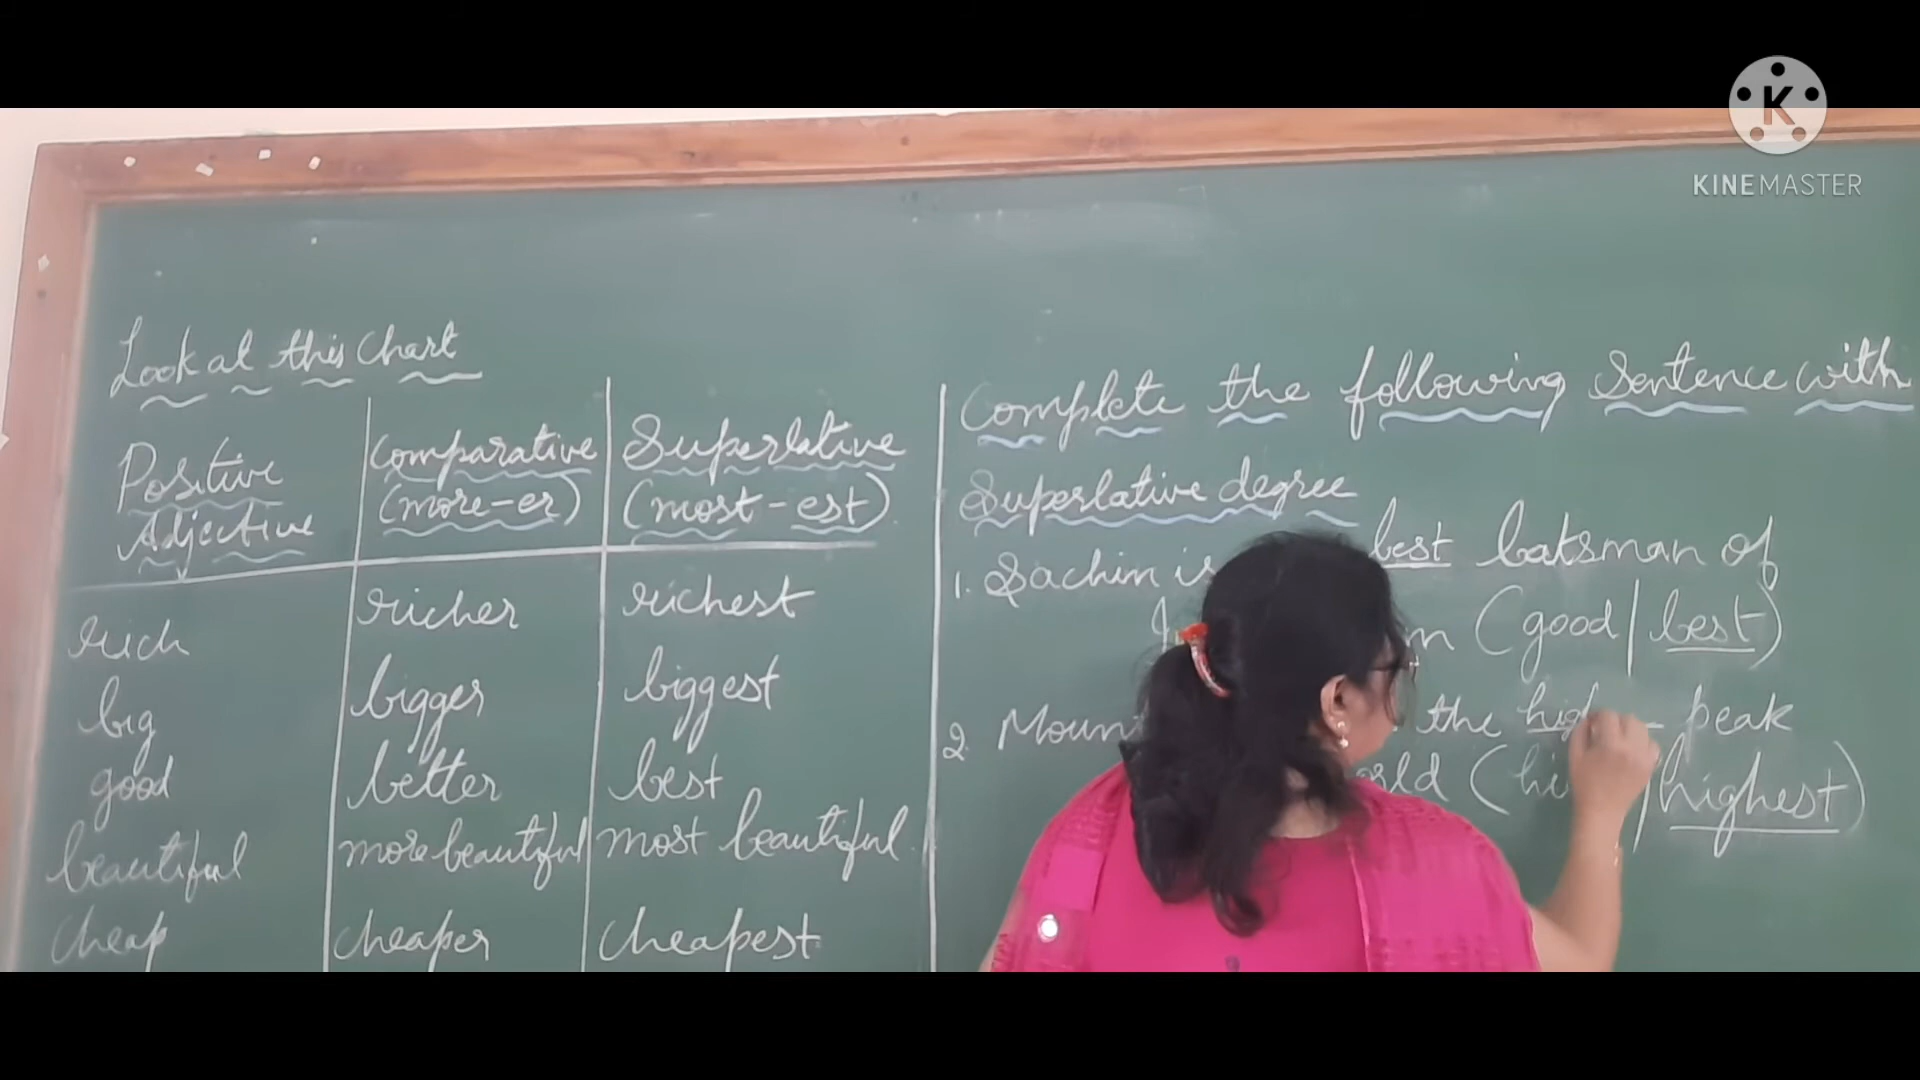 KINEMASTER
Look at this Chart
Positive Adjective
Comparative (more-er)
Superlative (most-est)
rich richer richest
big bigger biggest
good better best
beautiful more beautiful most beautiful
cheap cheaper cheapest
Complete the following Sentence with
Superlative degree
1. Sachin is best batsman of
(good | best)
2. the peak
(highest)